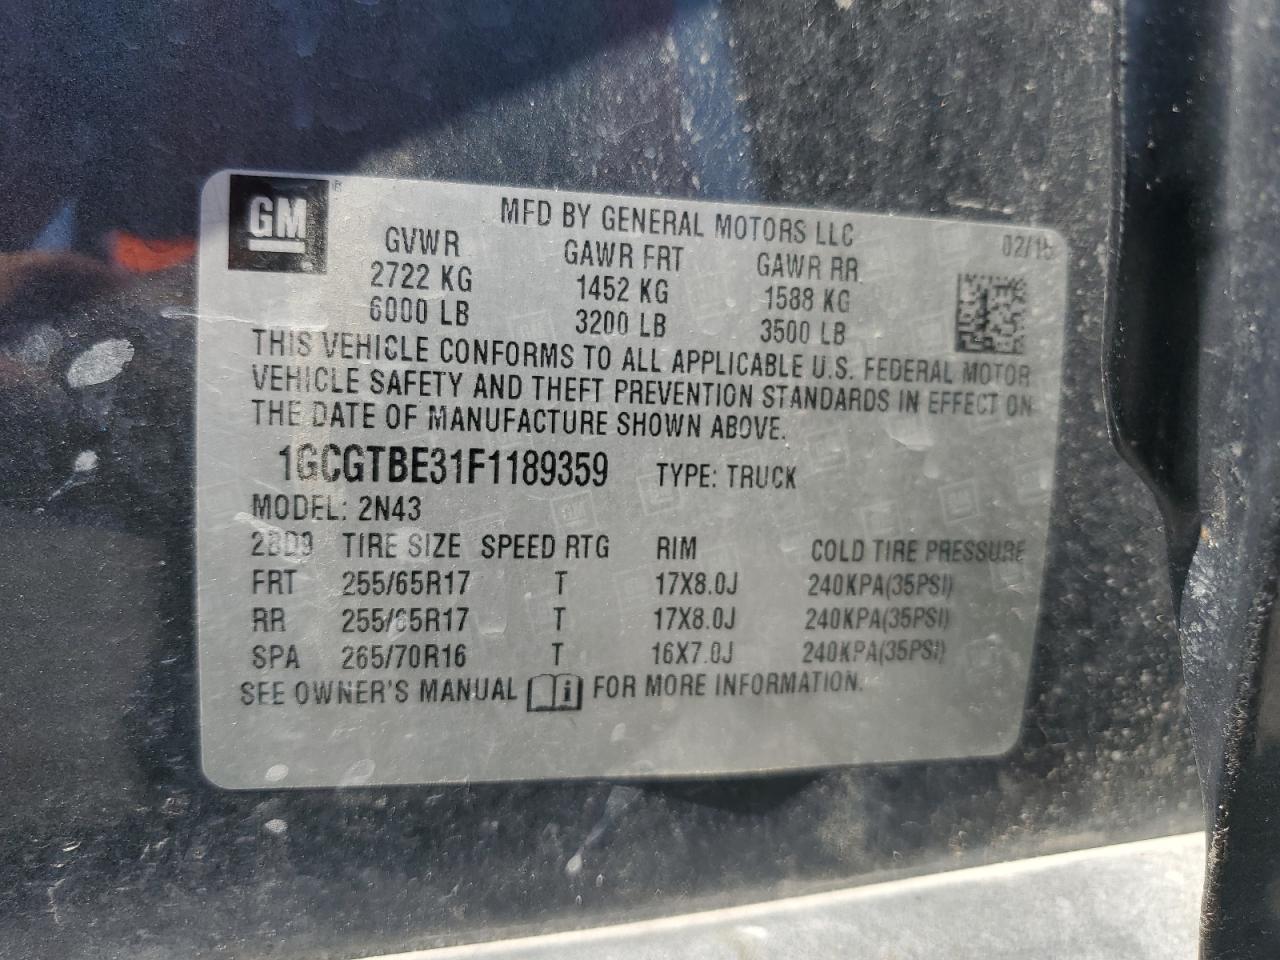 GM
MFD BY GENERAL MOTORS LLC 02/15
GVWR GAWR FRT GAWR RR
2722 KG 1452 KG 1588 KG
6000 LB 3200 LB 3500 LB
THIS VEHICLE CONFORMS TO ALL APPLICABLE U.S. FEDERAL MOTOR
VEHICLE SAFETY AND THEFT PREVENTION STANDARDS IN EFFECT ON
THE DATE OF MANUFACTURE SHOWN ABOVE.
1GCGTBE31F1189359 TYPE: TRUCK
MODEL: 2N43
TIRE SIZE SPEED RTG RIM COLD TIRE PRESSURE
FRT 255/65R17 T 17X8.0J 240KPA(35PSI)
RR 255/65R17 T 17X8.0J 240KPA(35PSI)
SPA 265/70R16 T 16X7.0J 240KPA(35PSI)
SEE OWNER'S MANUAL FOR MORE INFORMATION.